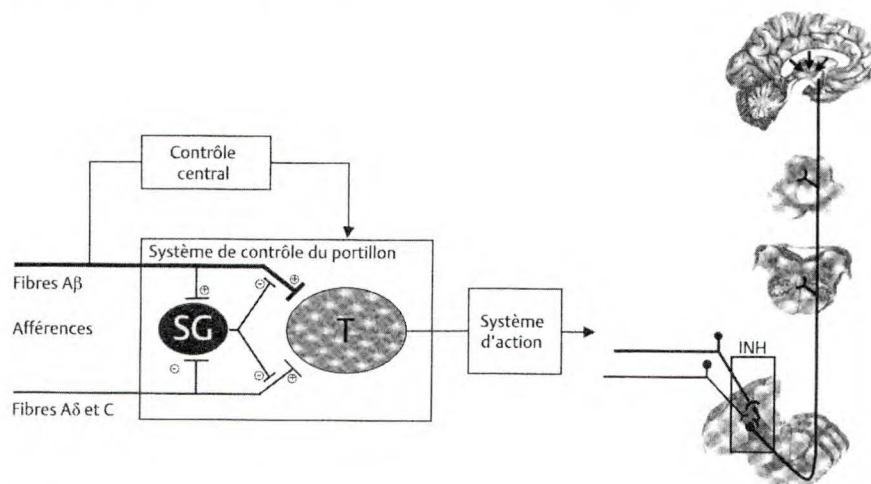 Contrôle
central
Système de contrôle du portillon
Fibres Aβ
Afférences
SG
T
Système
d'action
Fibres Aδ et C
INH